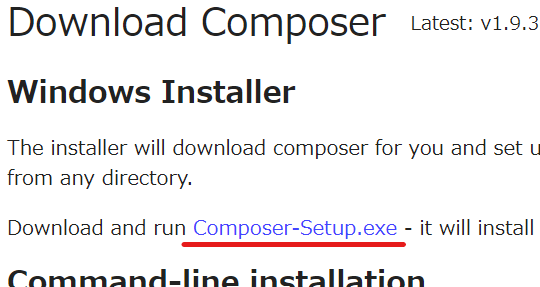 Download Composer Latest: v1.9.3
Windows Installer
The installer will download composer for you and set u
from any directory.
Download and run Composer-Setup.exe - it will install
Command-line installation